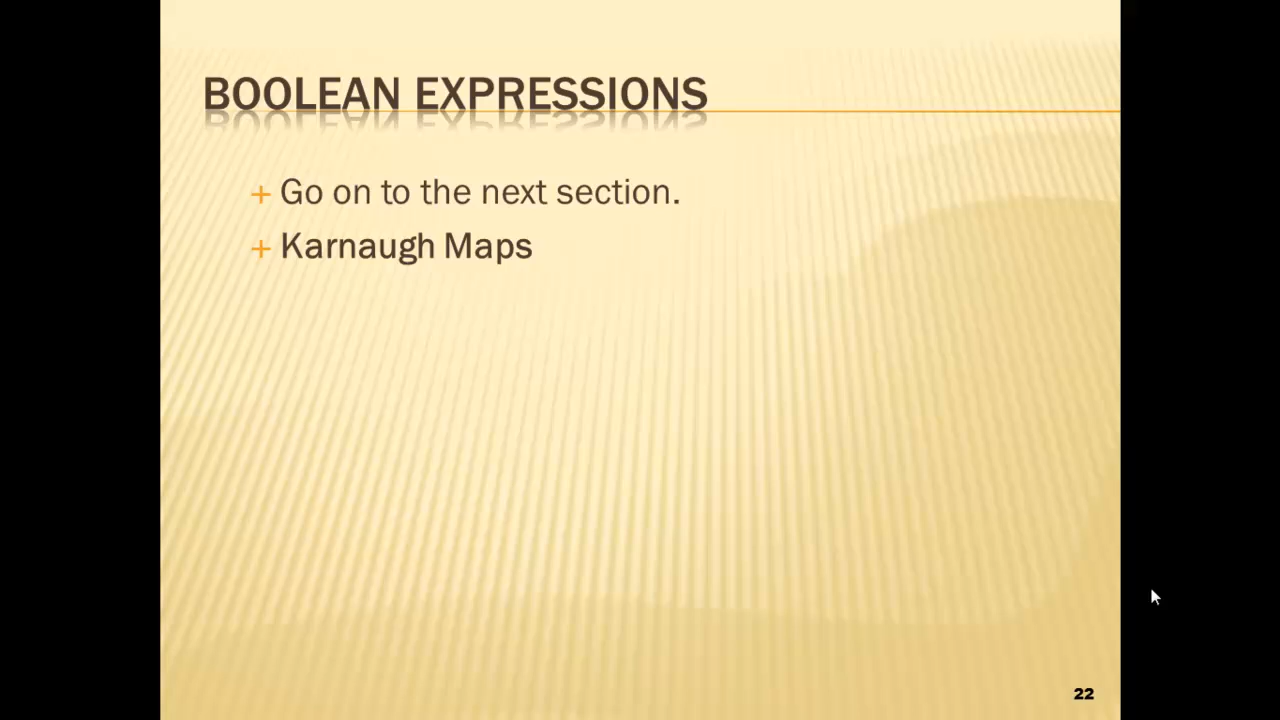 BOOLEAN EXPRESSIONS
Go on to the next section.
Karnaugh Maps
22